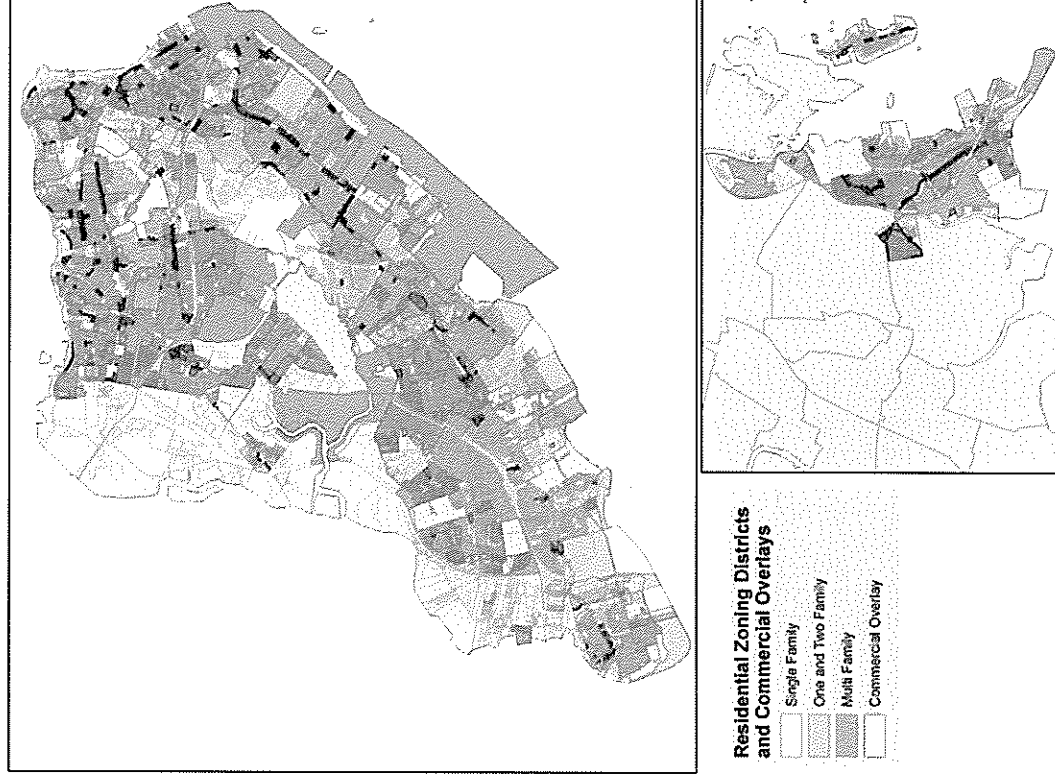 Residential Zoning Districts
and Commercial Overlays
Single Family
One and Two Family
Multi Family
Commercial Overlay